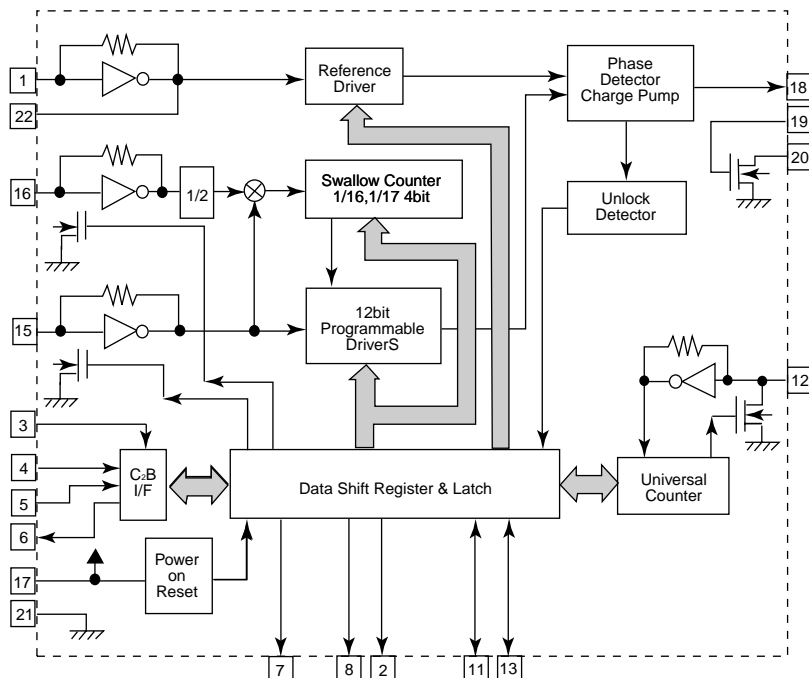 1
22
Reference
Driver
Phase
Detector
Charge Pump
18
19
20
16
1/2
Swallow Counter
1/16,1/17 4bit
Unlock
Detector
15
12bit
Programmable
DriverS
12
3
4
5
6
C2B
I/F
Data Shift Register & Latch
Universal
Counter
17
Power
on
Reset
21
7
8
2
11
13